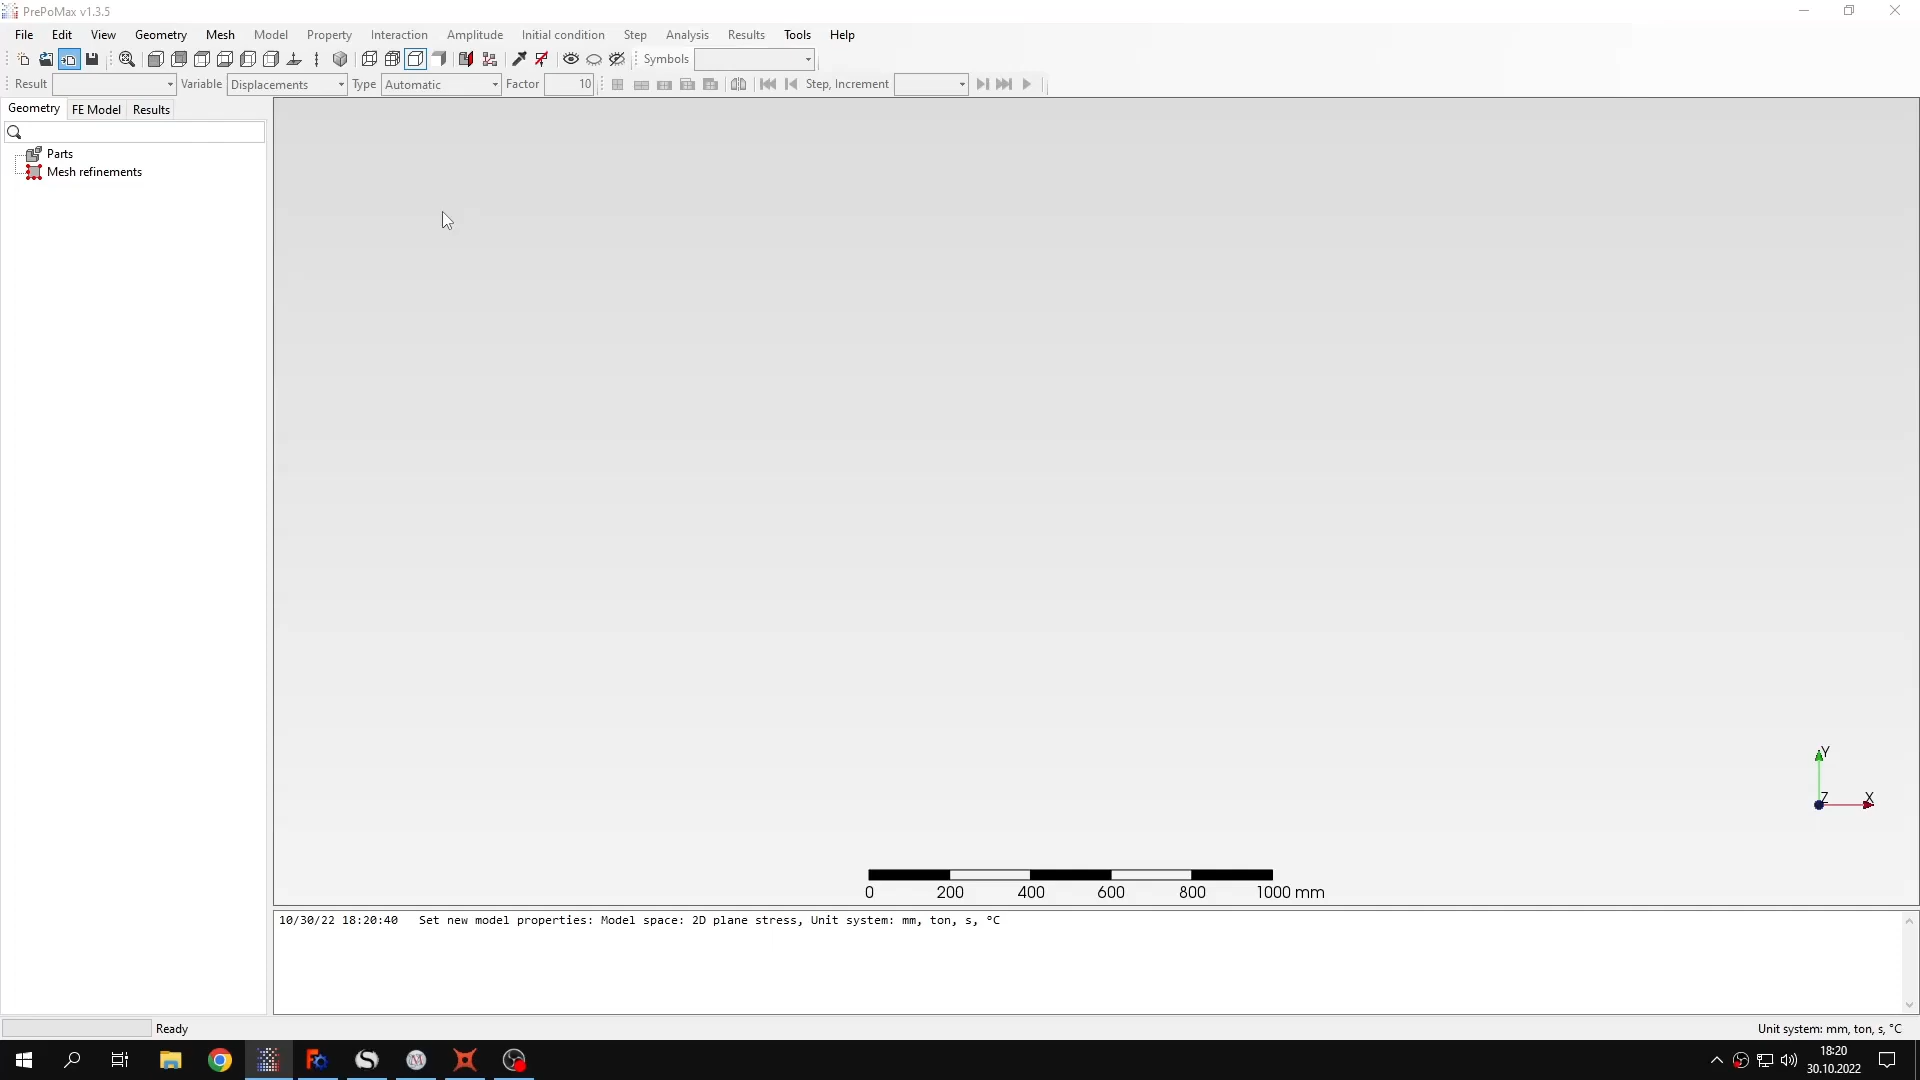 PrePoMax v1.3.5
File Edit View Geometry Mesh Model Property Interaction Amplitude Initial condition Step Analysis Results Tools Help
Symbols
Result Variable Displacements Type Automatic Factor 10 Step, Increment
Geometry FE Model Results
Parts
Mesh refinements
Y
Z X
0 200 400 600 800 1000 mm
10/30/22 18:20:40 Set new model properties: Model space: 2D plane stress, Unit system: mm, ton, s, °C
Ready Unit system: mm, ton, s, °C
18:20
30.10.2022